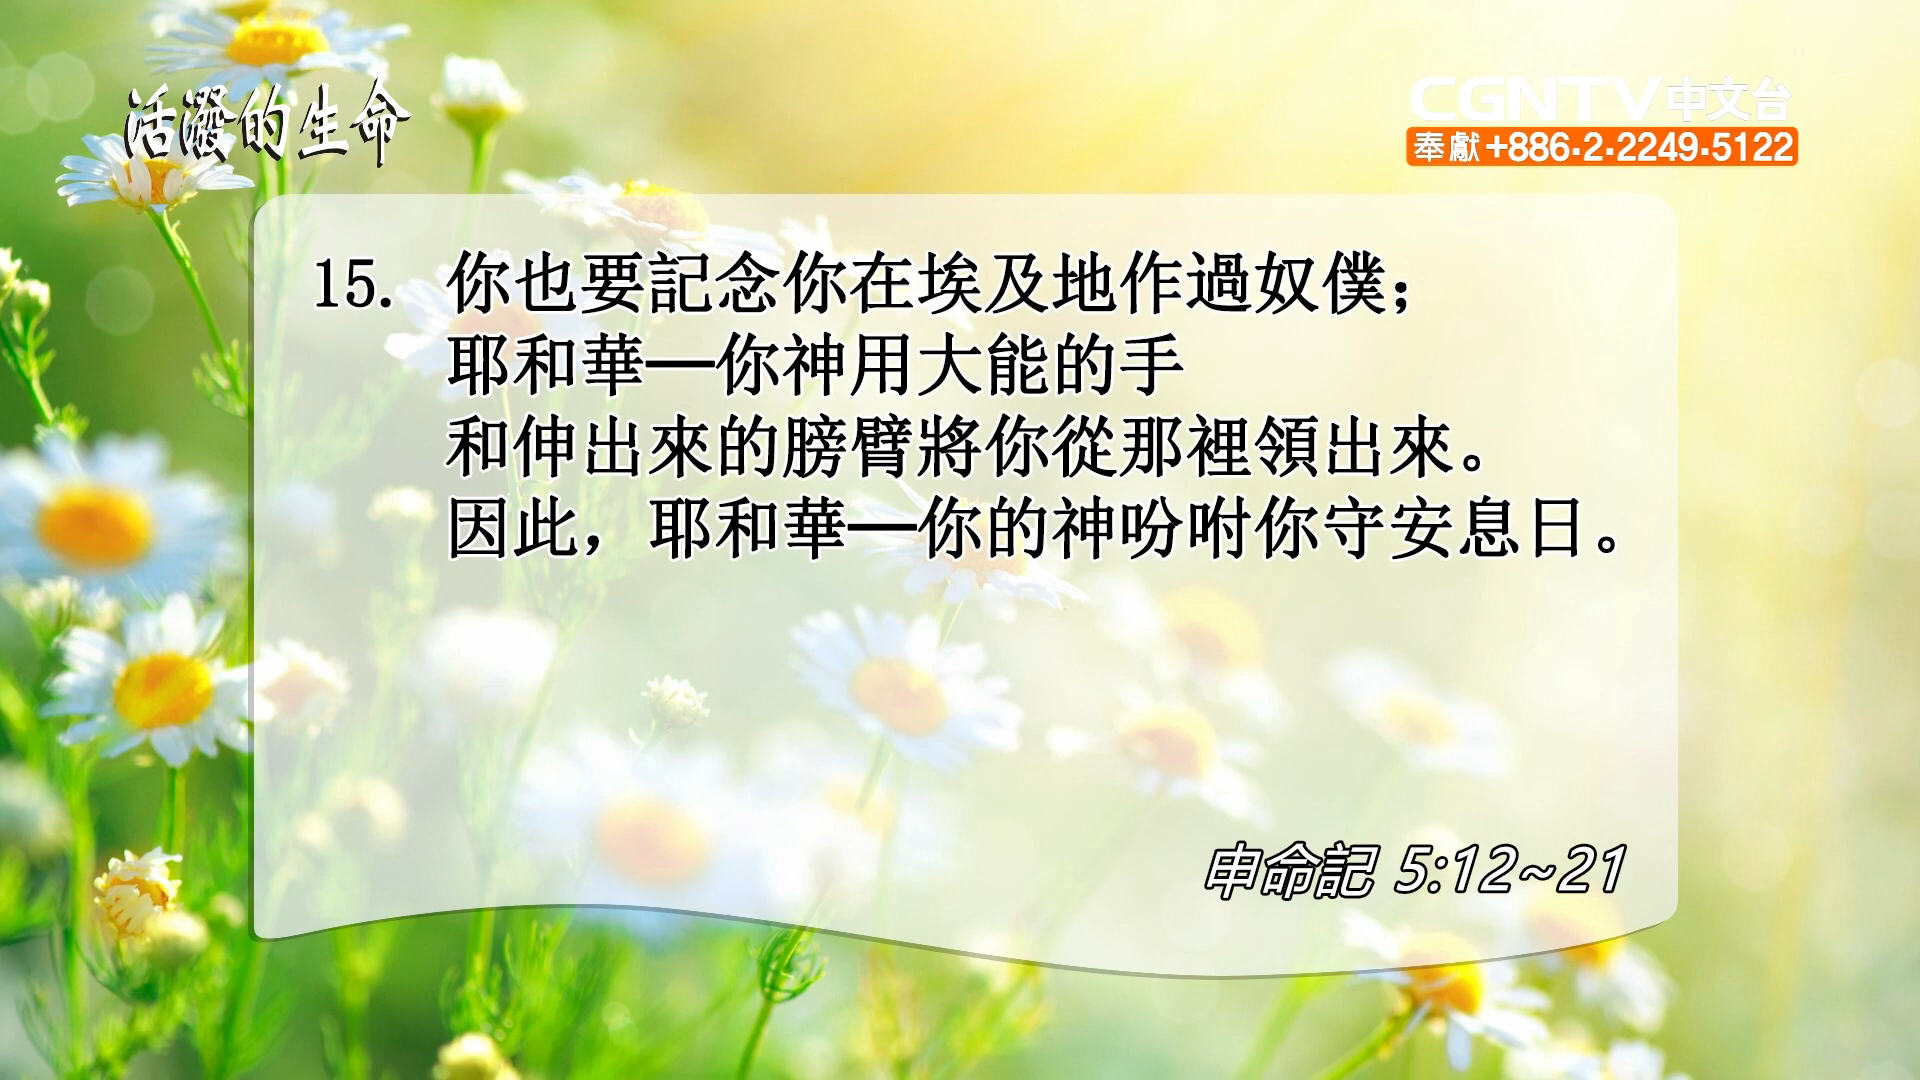 活潑的生命
CGNTV中文台
奉獻+886·2·2249·5122
15. 你也要記念你在埃及地作過奴僕;
耶和華—你神用大能的手
和伸出來的膀臂將你從那裡領出來。
因此，耶和華—你的神吩咐你守安息日。
申命記 5:12~21